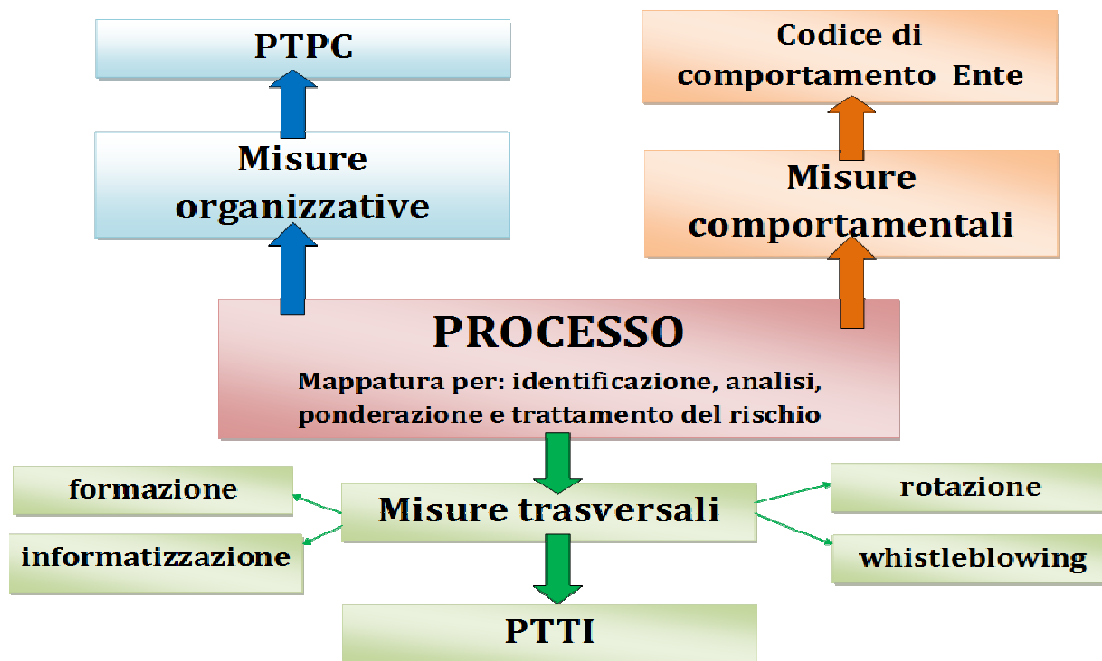 PTPC
Codice di
comportamento Ente
Misure
organizzative
Misure
comportamentali
PROCESSO
Mappatura per: identificazione, analisi,
ponderazione e trattamento del rischio
formazione
informatizzazione
Misure trasversali
rotazione
whistleblowing
PTTI